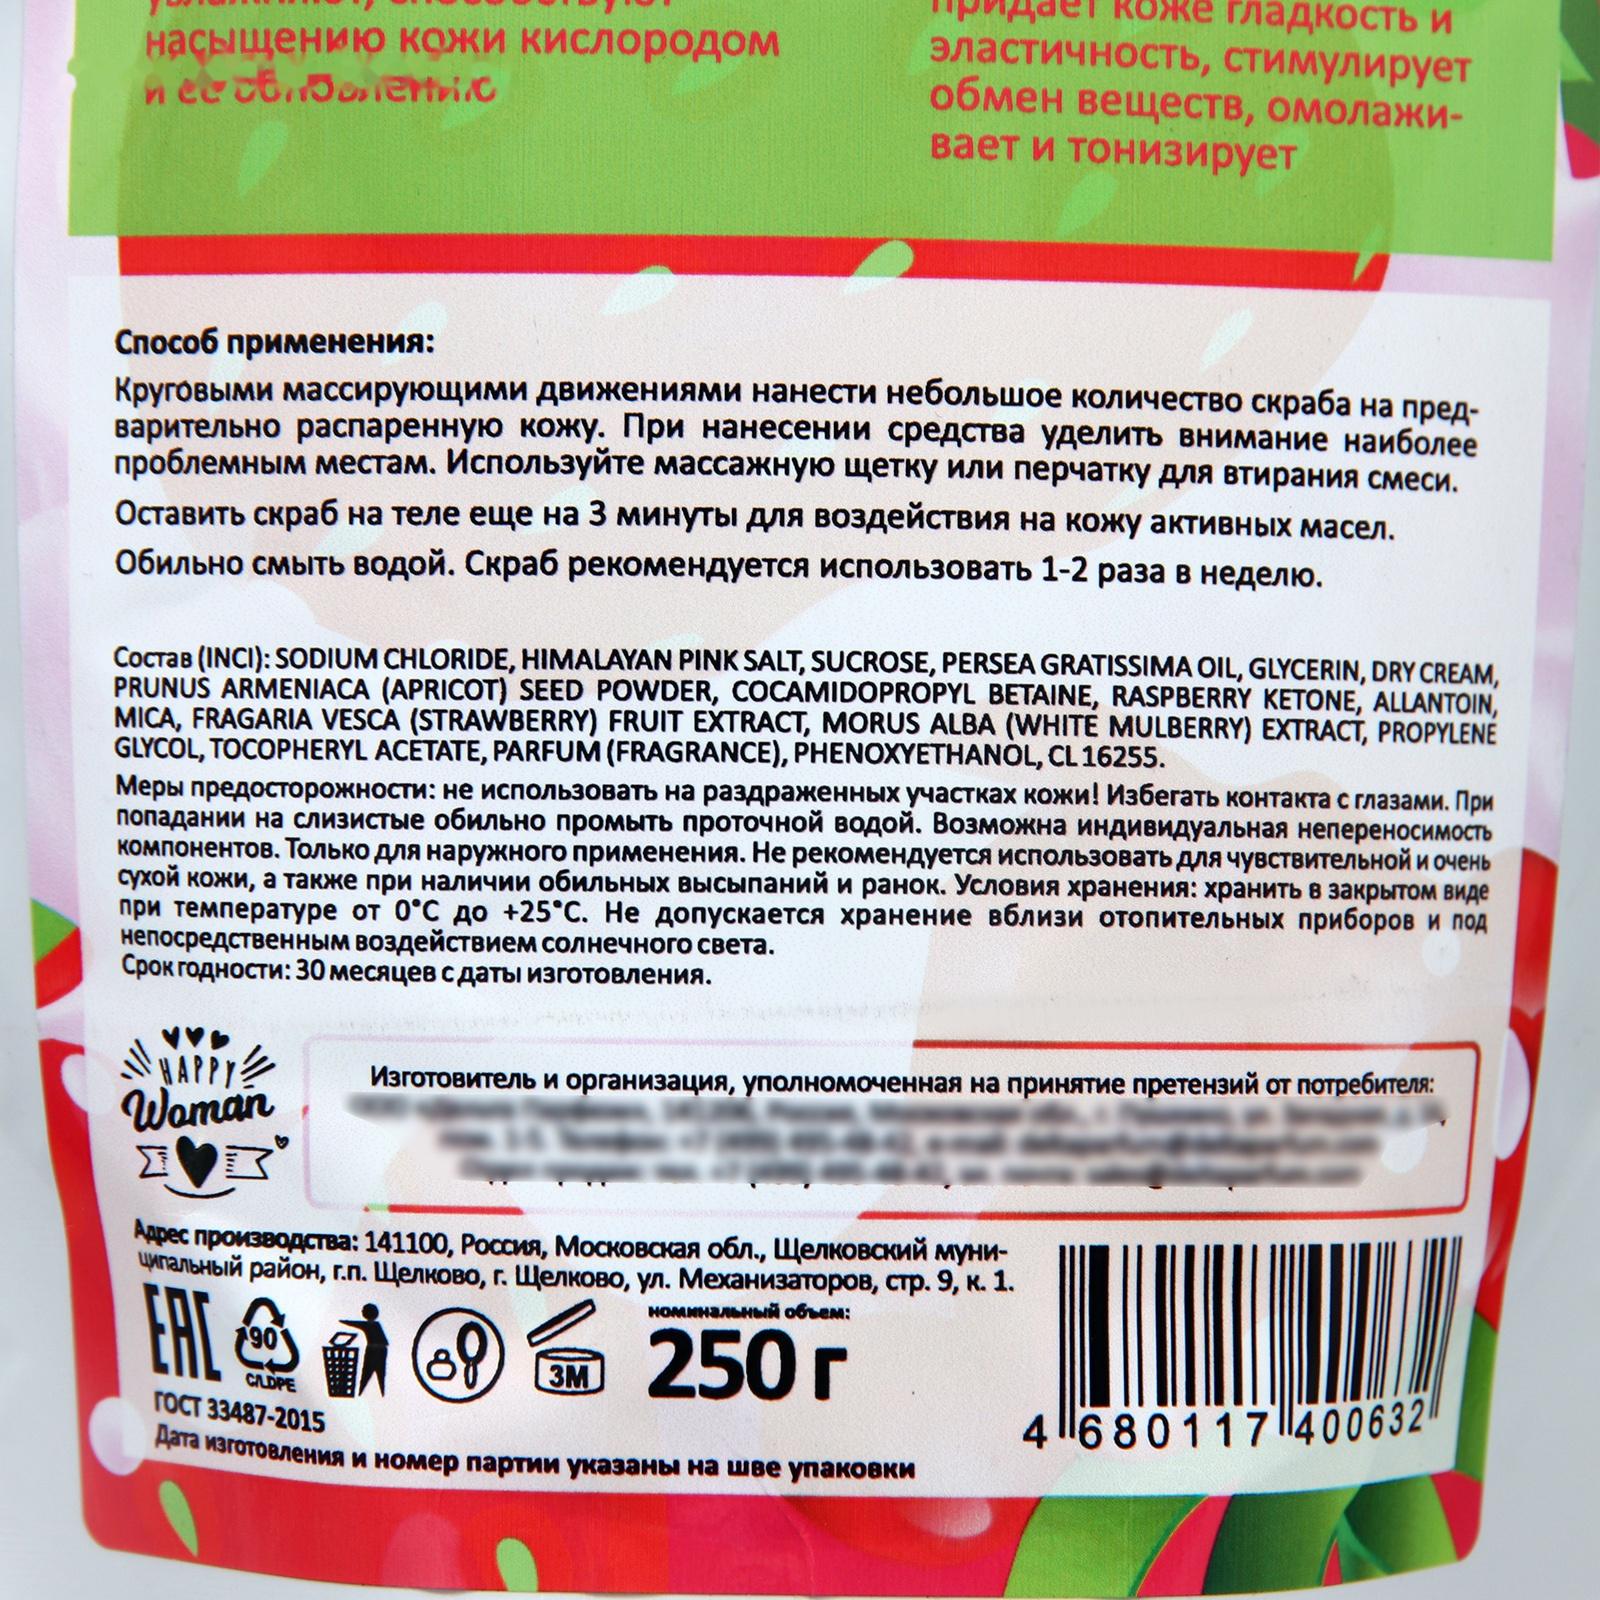 насыщению кожи кислородом
и ее обновлению
придает коже гладкость и
эластичность, стимулирует
обмен веществ, омолажи-
вает и тонизирует
Способ применения:
Круговыми массирующими движениями нанести небольшое количество скраба на пред-
варительно распаренную кожу. При нанесении средства уделить внимание наиболее
проблемным местам. Используйте массажную щетку или перчатку для втирания смеси.
Оставить скраб на теле еще на 3 минуты для воздействия на кожу активных масел.
Обильно смыть водой. Скраб рекомендуется использовать 1-2 раза в неделю.
Состав (INCI): SODIUM CHLORIDE, HIMALAYAN PINK SALT, SUCROSE, PERSEA GRATISSIMA OIL, GLYCERIN, DRY CREAM,
PRUNUS ARMENIACA (APRICOT) SEED POWDER, COCAMIDOPROPYL BETAINE, RASPBERRY KETONE, ALLANTOIN,
MICA, FRAGARIA VESCA (STRAWBERRY) FRUIT EXTRACT, MORUS ALBA (WHITE MULBERRY) EXTRACT, PROPYLENE
GLYCOL, TOCOPHERYL ACETATE, PARFUM (FRAGRANCE), PHENOXYETHANOL, CL 16255.
Меры предосторожности: не использовать на раздраженных участках кожи! Избегать контакта с глазами. При
попадании на слизистые обильно промыть проточной водой. Возможна индивидуальная непереносимость
компонентов. Только для наружного применения. Не рекомендуется использовать для чувствительной и очень
сухой кожи, а также при наличии обильных высыпаний и ранок. Условия хранения: хранить в закрытом виде
при температуре от 0°C до +25°C. Не допускается хранение вблизи отопительных приборов и под
непосредственным воздействием солнечного света.
Срок годности: 30 месяцев с даты изготовления.
HAPPY
Woman
Изготовитель и организация, уполномоченная на принятие претензий от потребителя:
Адрес производства: 141100, Россия, Московская обл., Щелковский муни-
ципальный район, г.п. Щелково, г. Щелково, ул. Механизаторов, стр. 9, к. 1.
EAC
90
C/LDPE
3M
номинальный объем:
250 г
ГОСТ 33487-2015
Дата изготовления и номер партии указаны на шве упаковки
4 680117 400632